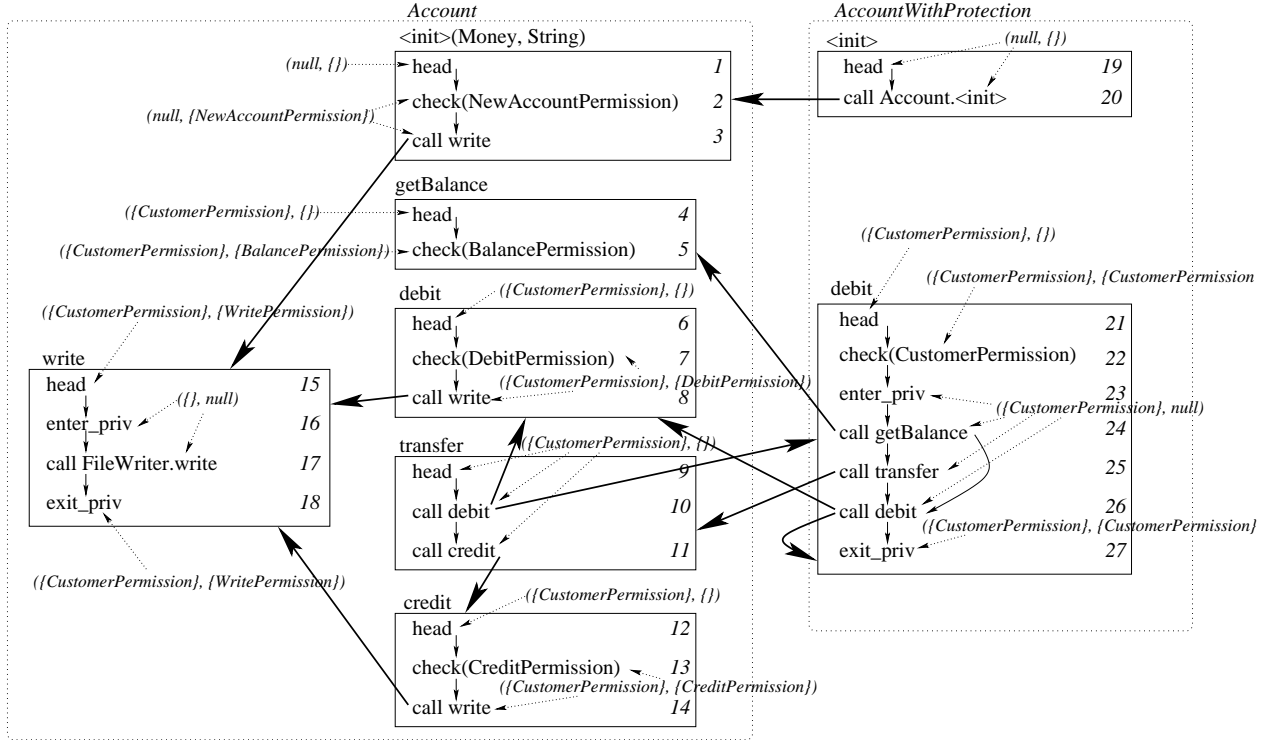 Account
AccountWithProtection
<init>(Money, String)
(null, {})
head 1
check(NewAccountPermission) 2
(null, {NewAccountPermission})
call write 3
<init>
(null, {})
head 19
call Account.<init> 20
getBalance
({CustomerPermission}, {})
head 4
({CustomerPermission}, {BalancePermission})
check(BalancePermission) 5
debit
({CustomerPermission}, {})
head 6
check(DebitPermission) 7
({CustomerPermission}, {DebitPermission})
call write 8
({CustomerPermission}, {WritePermission})
write
head 15
({}, null)
enter_priv 16
call FileWriter.write 17
exit_priv 18
({CustomerPermission}, {WritePermission})
transfer
({CustomerPermission}, {})
head 9
call debit 10
call credit 11
credit
({CustomerPermission}, {})
head 12
check(CreditPermission) 13
({CustomerPermission}, {CreditPermission})
call write 14
({CustomerPermission}, {})
({CustomerPermission}, {CustomerPermission
debit
head 21
check(CustomerPermission) 22
enter_priv 23
({CustomerPermission}, null)
call getBalance 24
call transfer 25
call debit 26
({CustomerPermission}, {CustomerPermission}
exit_priv 27